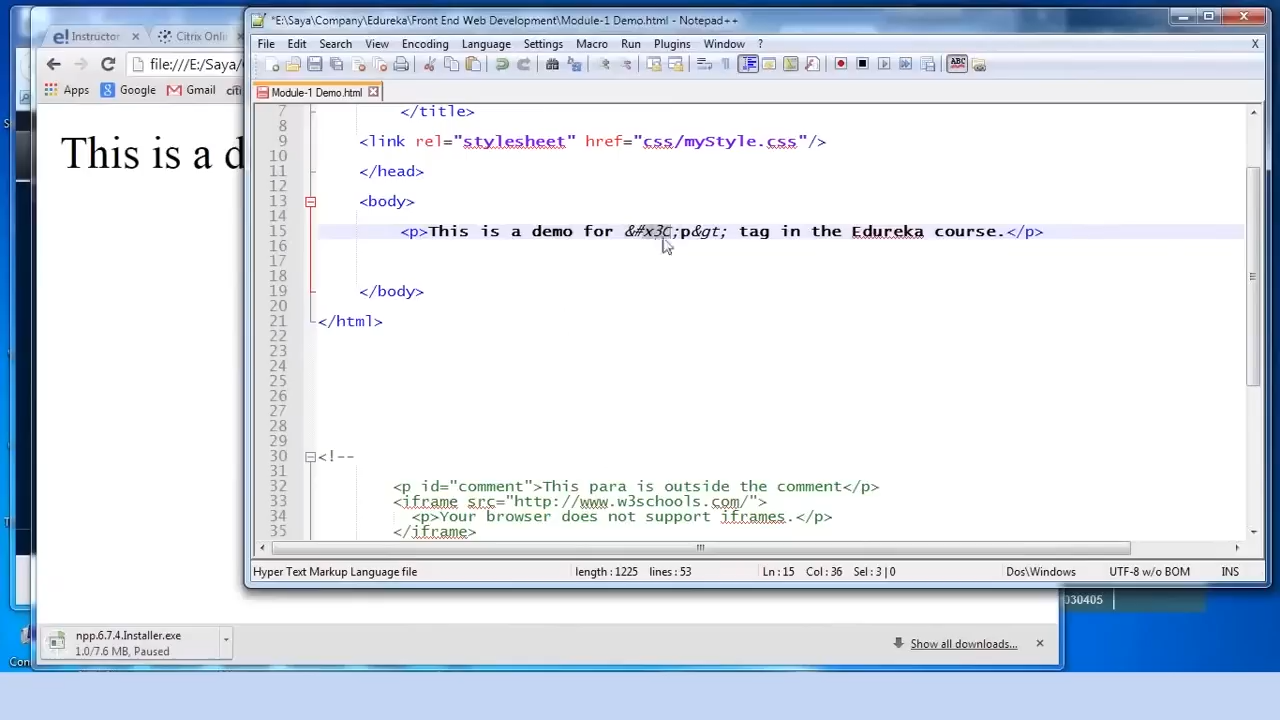 *E:\Saya\Company\Edureka\Front End Web Development\Module-1 Demo.html - Notepad++
File Edit Search View Encoding Language Settings Macro Run Plugins Window ? X
Instructor
Citrix Online
file:///E:/Saya/
Apps Google Gmail
This is a d
Module-1 Demo.html
7 </title>
8
9 <link rel="stylesheet" href="css/myStyle.css"/>
10
11 </head>
12
13 <body>
14
15 <p>This is a demo for &#x3C;p&gt; tag in the Edureka course.</p>
16
17
18
19 </body>
20
21 </html>
22
23
24
25
26
27
28
29
30 <!--
31
32 <p id="comment">This para is outside the comment</p>
33 <iframe src="http://www.w3schools.com/">
34 <p>Your browser does not support iframes.</p>
35 </iframe>
Hyper Text Markup Language file length : 1225 lines : 53 Ln : 15 Col : 36 Sel : 3 | 0 Dos\Windows UTF-8 w/o BOM INS
030405
npp.6.7.4.Installer.exe
1.0/7.6 MB, Paused
Show all downloads...